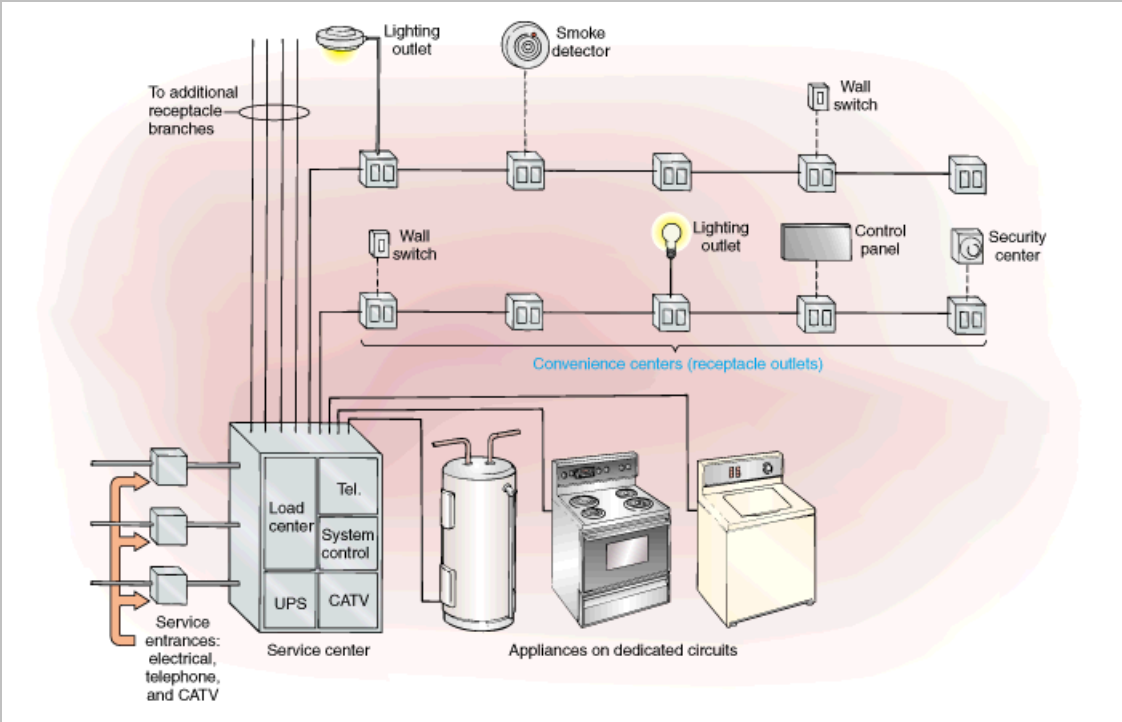 Lighting
outlet
Smoke
detector
To additional
receptacle
branches
Wall
switch
Wall
switch
Lighting
outlet
Control
panel
Security
center
Convenience centers (receptacle outlets)
Load
center
Tel.
System
control
UPS
CATV
Service
entrances:
electrical,
telephone,
and CATV
Service center
Appliances on dedicated circuits